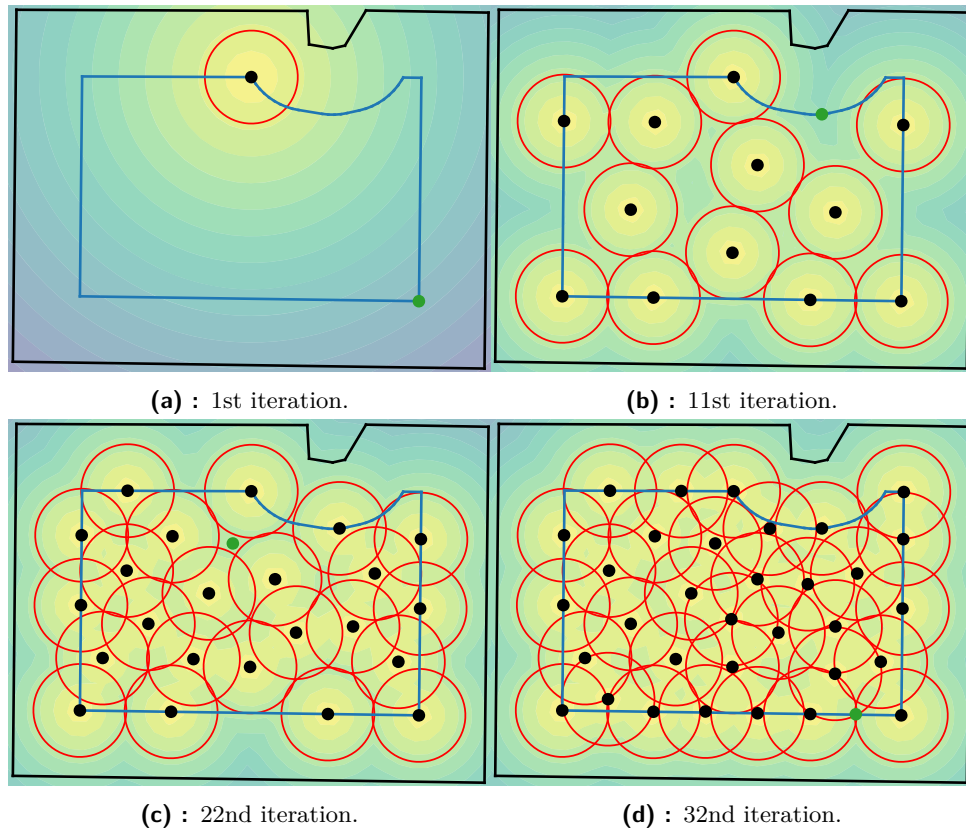 (a) : 1st iteration.
(b) : 11st iteration.
(c) : 22nd iteration.
(d) : 32nd iteration.